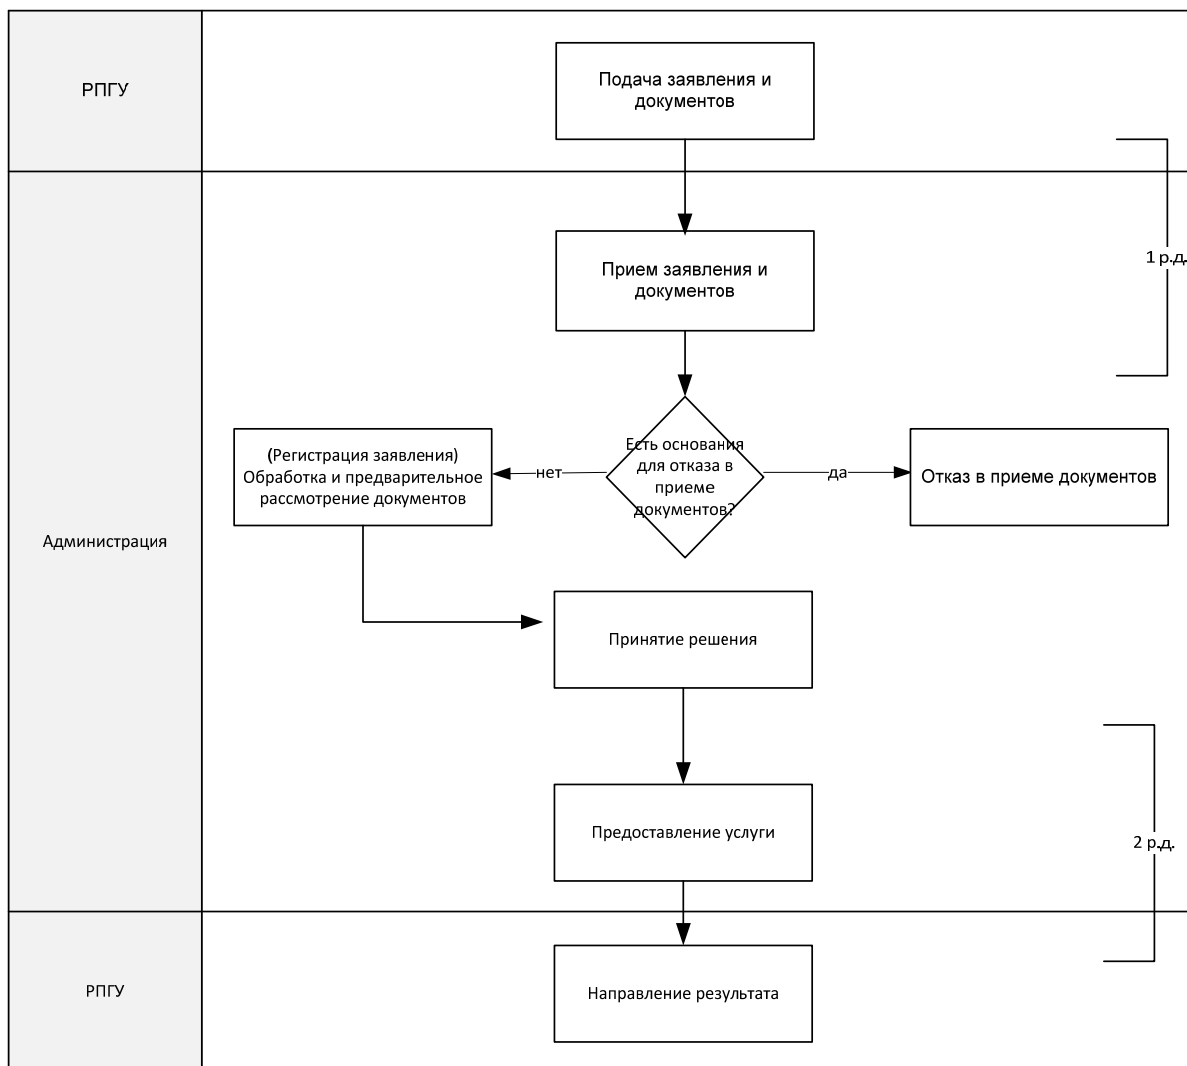 РПГУ
Подача заявления и
документов
1 р.д.
Прием заявления и
документов
Администрация
(Регистрация заявления)
Обработка и предварительное
рассмотрение документов
нет
Есть основания
для отказа в
приеме
документов?
да
Отказ в приеме документов
Принятие решения
Предоставление услуги
2 р.д.
РПГУ
Направление результата